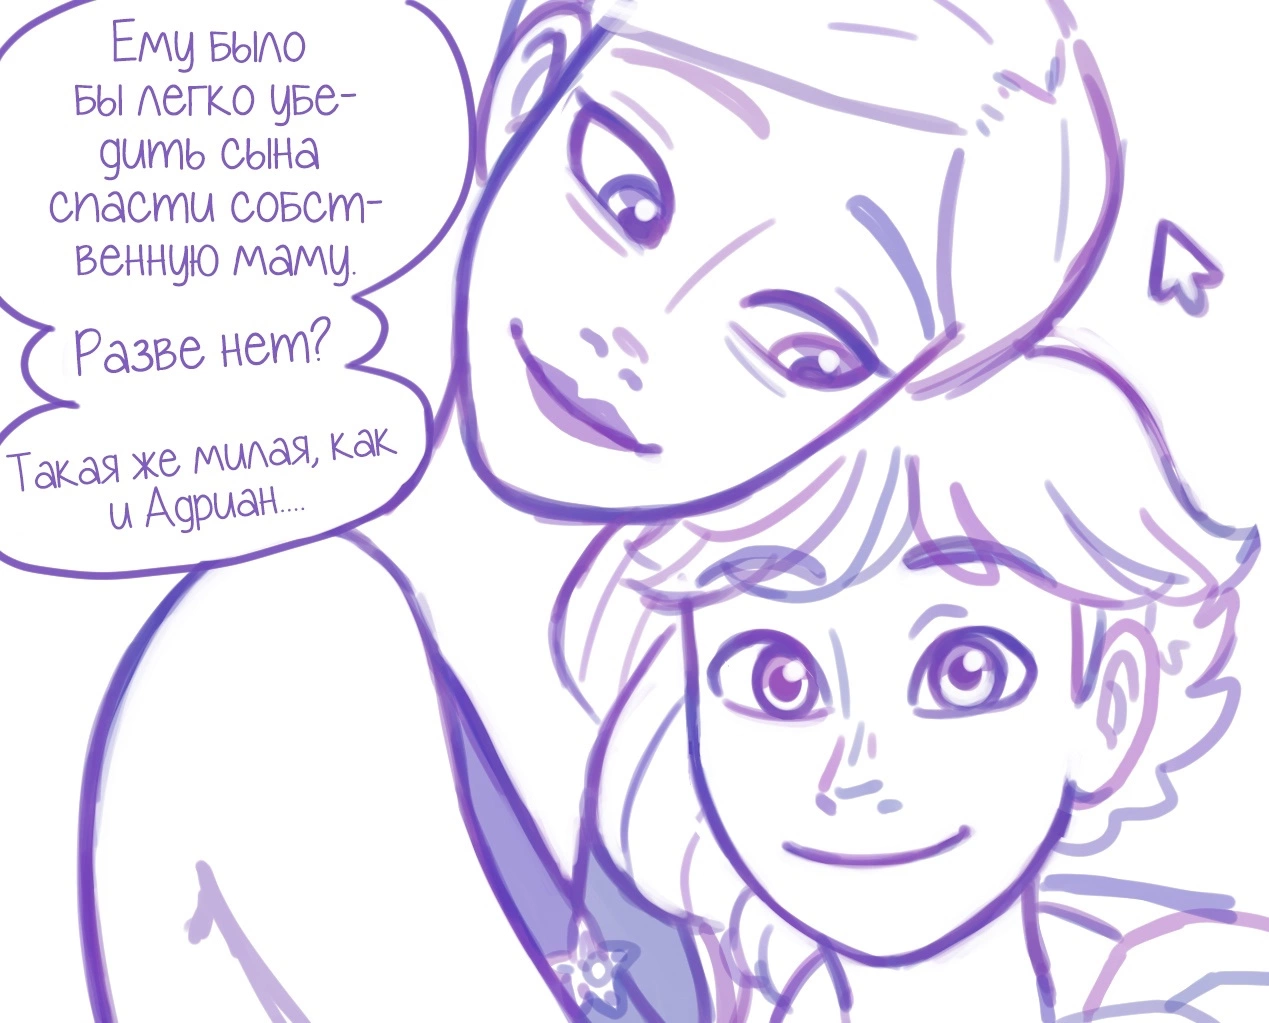 Ему было
бы легко убе-
дить сына
спасти собст-
венную маму.
Разве нет?
Такая же милая, как
и Адриан....